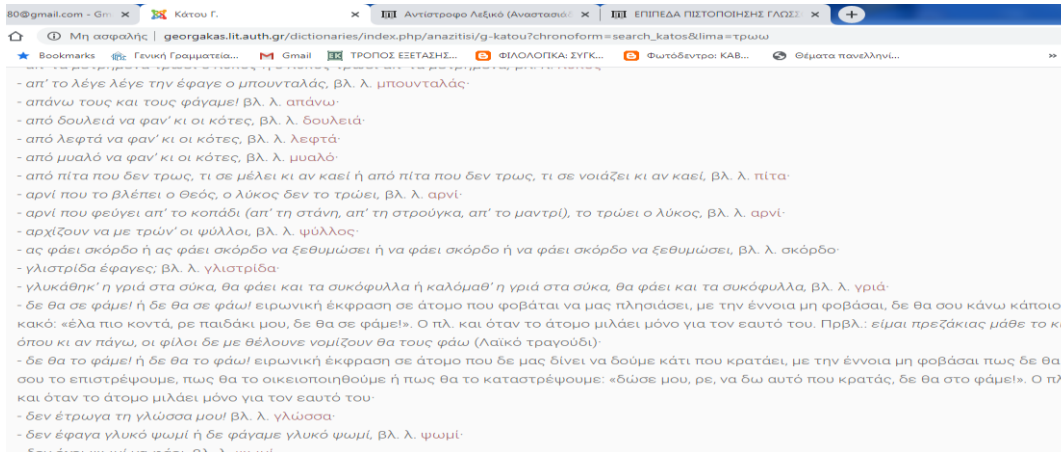 80@gmail.com - Gm × Κάτου Γ. × Αντίστροφο Λεξικό (Αναστασιά × ΕΠΙΠΕΔΑ ΠΙΣΤΟΠΟΙΗΣΗΣ ΓΛΩΣΣ × +
Μη ασφαλής | georgakas.lit.auth.gr/dictionaries/index.php/anazitisi/g-katou?chronoform=search_katos&lima=τρωω
Bookmarks Γενική Γραμματεία... Gmail ΤΡΟΠΟΣ ΕΞΕΤΑΣΗΣ... ΦΙΛΟΛΟΓΙΚΑ: ΣΥΓΚ... Φωτόδεντρο: ΚΑΒ... Θέματα πανελληνί... »
- απ' το λέγε λέγε την έφαγε ο μπουνταλάς, βλ. λ. μπουνταλάς·
- απάνω τους και τους φάγαμε! βλ. λ. απάνω·
- από δουλειά να φαν' κι οι κότες, βλ. λ. δουλειά·
- από λεφτά να φαν' κι οι κότες, βλ. λ. λεφτά·
- από μυαλό να φαν' κι οι κότες, βλ. λ. μυαλό·
- από πίτα που δεν τρως, τι σε μέλει κι αν καεί ή από πίτα που δεν τρως, τι σε νοιάζει κι αν καεί, βλ. λ. πίτα·
- αρνί που το βλέπει ο Θεός, ο λύκος δεν το τρώει, βλ. λ. αρνί·
- αρνί που φεύγει απ' το κοπάδι (απ' τη στάνη, απ' τη στρούγκα, απ' το μαντρί), το τρώει ο λύκος, βλ. λ. αρνί·
- αρχίζουν να με τρών' οι ψύλλοι, βλ. λ. ψύλλος·
- ας φάει σκόρδο ή ας φάει σκόρδο να ξεθυμώσει ή να φάει σκόρδο ή να φάει σκόρδο να ξεθυμώσει, βλ. λ. σκόρδο·
- γλιστρίδα έφαγες; βλ. λ. γλιστρίδα·
- γλυκάθηκ' η γριά στα σύκα, θα φάει και τα συκόφυλλα ή καλόμαθ' η γριά στα σύκα, θα φάει και τα συκόφυλλα, βλ. λ. γριά·
- δε θα σε φάμε! ή δε θα σε φάω! ειρωνική έκφραση σε άτομο που φοβάται να μας πλησιάσει, με την έννοια μη φοβάσαι, δε θα σου κάνω κάποιο
κακό: «έλα πιο κοντά, ρε παιδάκι μου, δε θα σε φάμε!». Ο πλ. και όταν το άτομο μιλάει μόνο για τον εαυτό του. Πρβλ.: είμαι πρεζάκιας μάθε το κι
όπου κι αν πάγω, οι φίλοι δε με θέλουνε νομίζουν θα τους φάω (Λαϊκό τραγούδι)·
- δε θα το φάμε! ή δε θα το φάω! ειρωνική έκφραση σε άτομο που δε μας δίνει να δούμε κάτι που κρατάει, με την έννοια μη φοβάσαι πως δε θα
σου το επιστρέψουμε, πως θα το οικειοποιηθούμε ή πως θα το καταστρέψουμε: «δώσε μου, ρε, να δω αυτό που κρατάς, δε θα στο φάμε!». Ο πλ
και όταν το άτομο μιλάει μόνο για τον εαυτό του·
- δεν έτρωγα τη γλώσσα μου! βλ. λ. γλώσσα·
- δεν έφαγα γλυκό ψωμί ή δε φάγαμε γλυκό ψωμί, βλ. λ. ψωμί·